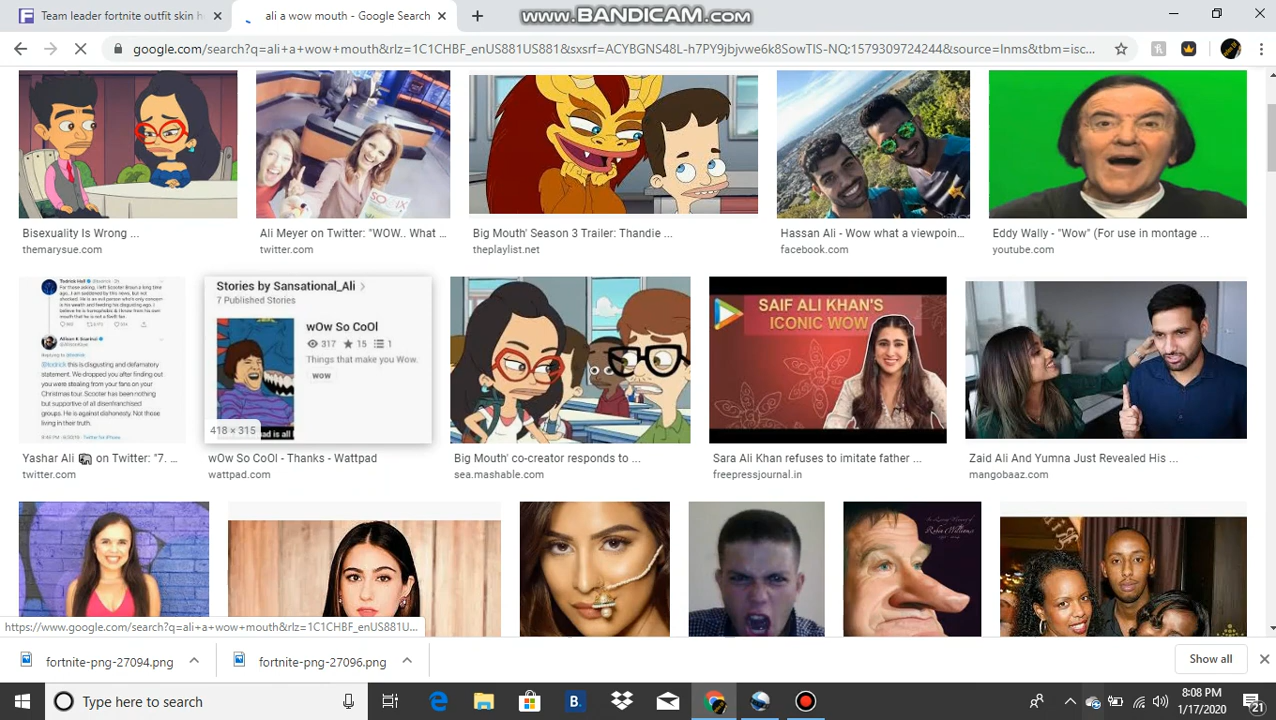 Team leader fortnite outfit skin h
ali a wow mouth - Google Search
www.BANDICAM.com
google.com/search?q=ali+a+wow+mouth&rlz=1C1CHBF_enUS881US881&sxsrf=ACYBGNS48L-h7PY9jbjvwe6k8SowTIS-NQ:1579309724244&source=lnms&tbm=isc...
Bisexuality Is Wrong ...
themarysue.com
Ali Meyer on Twitter: "WOW.. What ...
twitter.com
Big Mouth' Season 3 Trailer: Thandie ...
theplaylist.net
Hassan Ali - Wow what a viewpoin...
facebook.com
Eddy Wally - "Wow" (For use in montage ...
youtube.com
Stories by Sansational_Ali
7 Published Stories
wOw So CoOl
317 15 1
Things that make you Wow.
wow
418 × 315
SAIF ALI KHAN'S
ICONIC WOW
Yashar Ali on Twitter: "7. ...
twitter.com
wOw So CoOl - Thanks - Wattpad
wattpad.com
Big Mouth' co-creator responds to ...
sea.mashable.com
Sara Ali Khan refuses to imitate father ...
freepressjournal.in
Zaid Ali And Yumna Just Revealed His ...
mangobaaz.com
https://www.google.com/search?q=ali+a+wow+mouth&rlz=1C1CHBF_enUS881U...
fortnite-png-27094.png
fortnite-png-27096.png
Show all
Type here to search
8:08 PM
1/17/2020
21